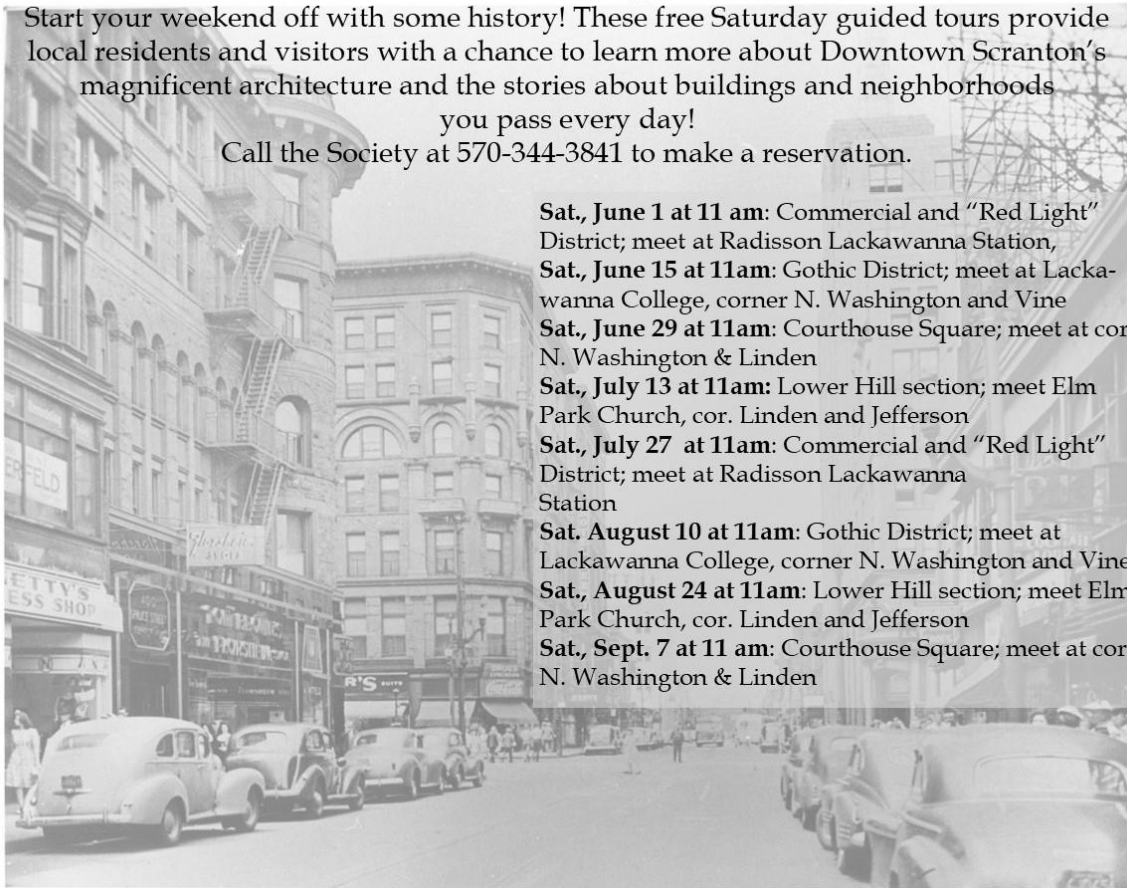 Start your weekend off with some history! These free Saturday guided tours provide
local residents and visitors with a chance to learn more about Downtown Scranton’s
magnificent architecture and the stories about buildings and neighborhoods
you pass every day!
Call the Society at 570-344-3841 to make a reservation.
Sat., June 1 at 11 am: Commercial and “Red Light”
District; meet at Radisson Lackawanna Station,
Sat., June 15 at 11am: Gothic District; meet at Lacka-
wanna College, corner N. Washington and Vine
Sat., June 29 at 11am: Courthouse Square; meet at cor
N. Washington & Linden
Sat., July 13 at 11am: Lower Hill section; meet Elm
Park Church, cor. Linden and Jefferson
Sat., July 27 at 11am: Commercial and “Red Light”
District; meet at Radisson Lackawanna
Station
Sat. August 10 at 11am: Gothic District; meet at
Lackawanna College, corner N. Washington and Vine
Sat., August 24 at 11am: Lower Hill section; meet Elm
Park Church, cor. Linden and Jefferson
Sat., Sept. 7 at 11 am: Courthouse Square; meet at cor
N. Washington & Linden
ERFELD
ETTY'S
ESS SHOP
R'S SUITS